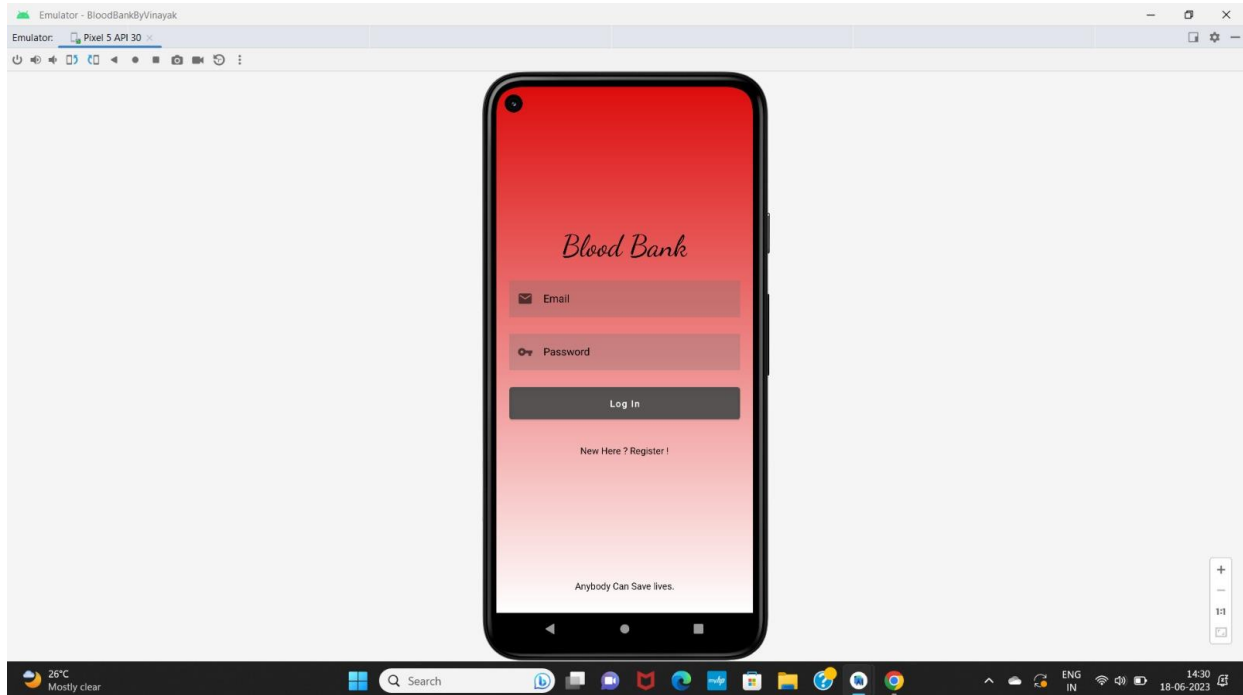 Emulator - BloodBankByVinayak
Emulator: Pixel 5 API 30
Blood Bank
Email
Password
Log In
New Here ? Register !
Anybody Can Save lives.
1:1
26°C
Mostly clear
Search
ENG
IN
14:30
18-06-2023